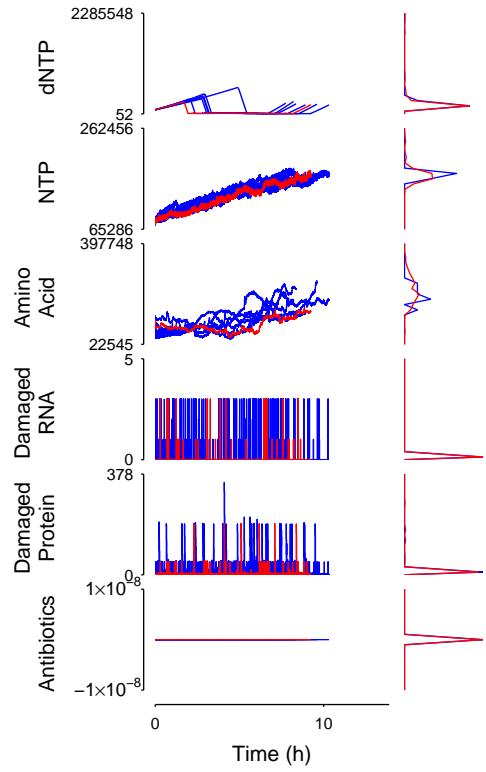 2285548
dNTP
52
262456
NTP
65286
397748
Amino
Acid
22545
5
Damaged
RNA
0
378
Damaged
Protein
0
1×10⁻⁸
Antibiotics
−1×10⁻⁸
0 10
Time (h)